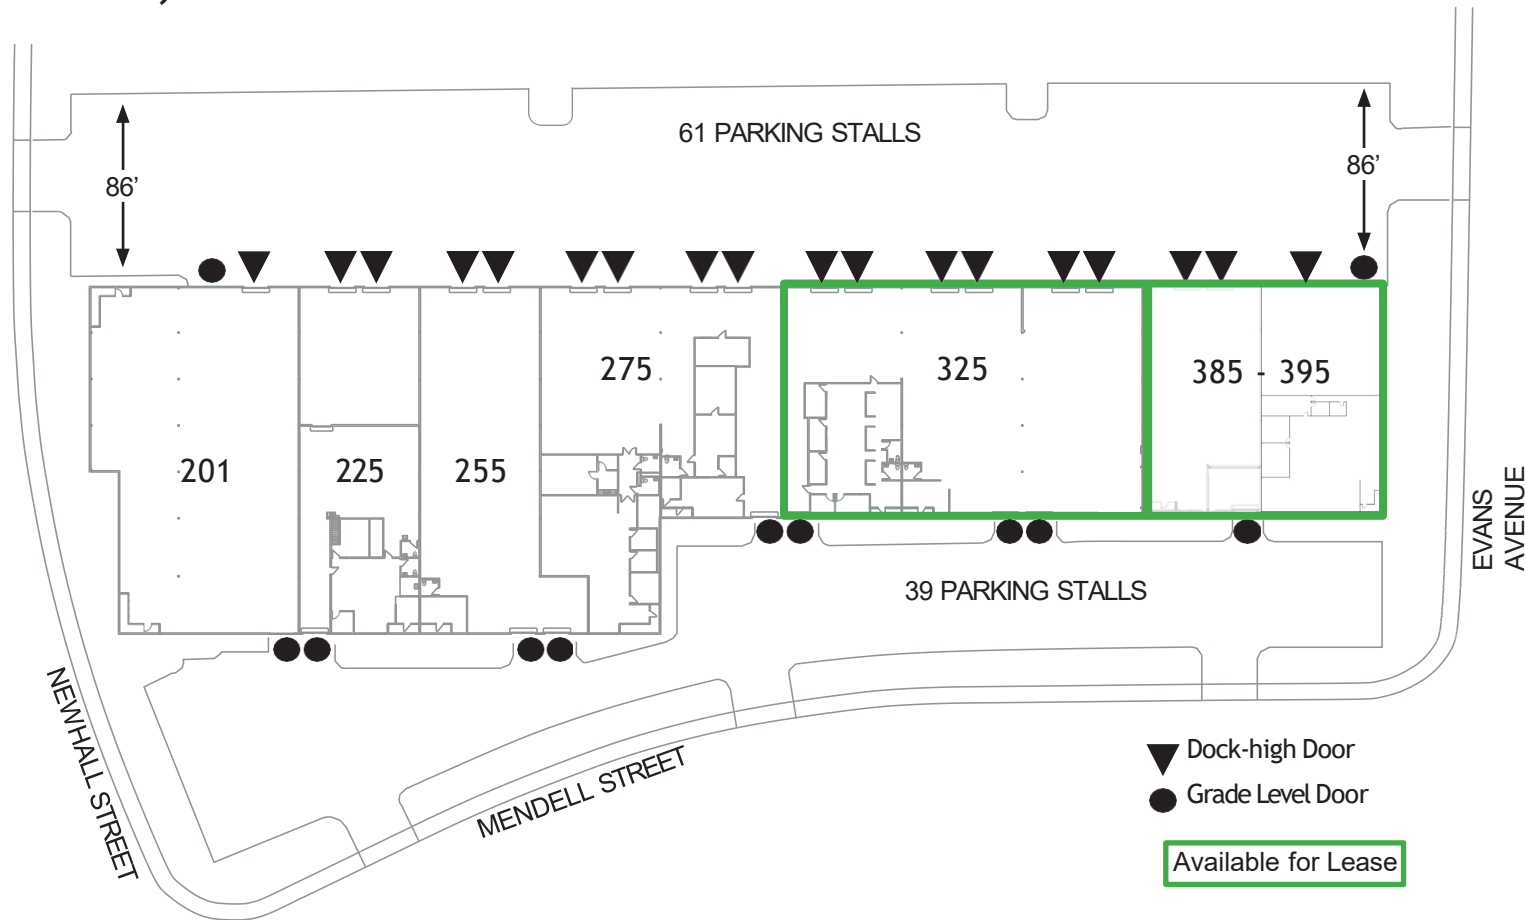 61 PARKING STALLS
86’
86’
275
325
385 - 395
201
225
255
39 PARKING STALLS
EVANS
AVENUE
NEWHALL STREET
MENDELL STREET
Dock-high Door
Grade Level Door
Available for Lease